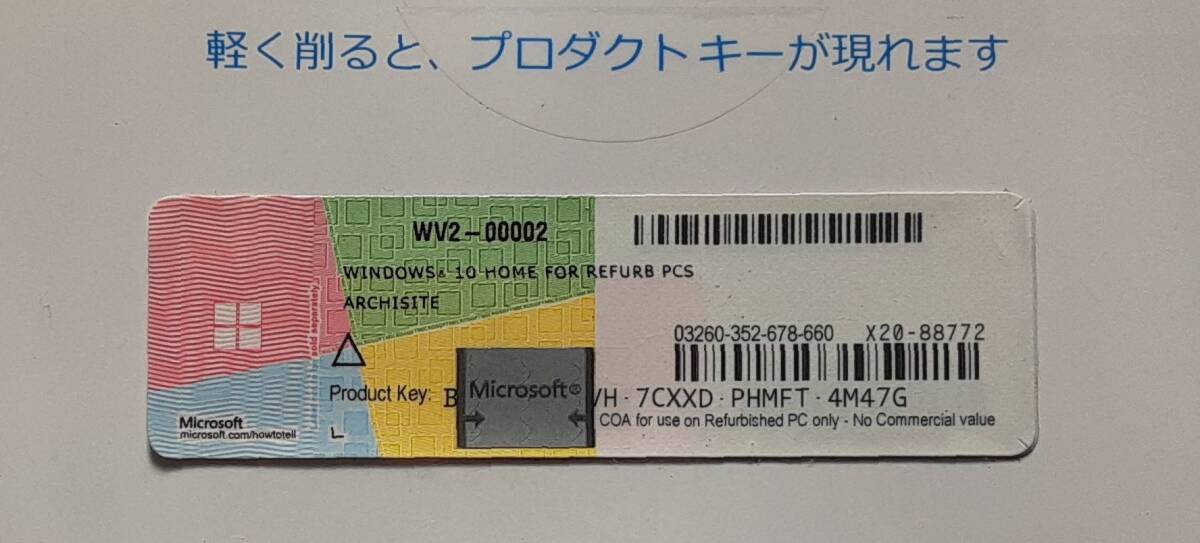 軽く削ると、プロダクトキーが現れます
WV2-00002
WINDOWS® 10 HOME FOR REFURB PCS
ARCHISITE
sold separately
03260-352-678-660 X20-88772
Product Key: B Microsoft® VH · 7CXXD · PHMFT · 4M47G
COA for use on Refurbished PC only - No Commercial value
Microsoft
microsoft.com/howtotell